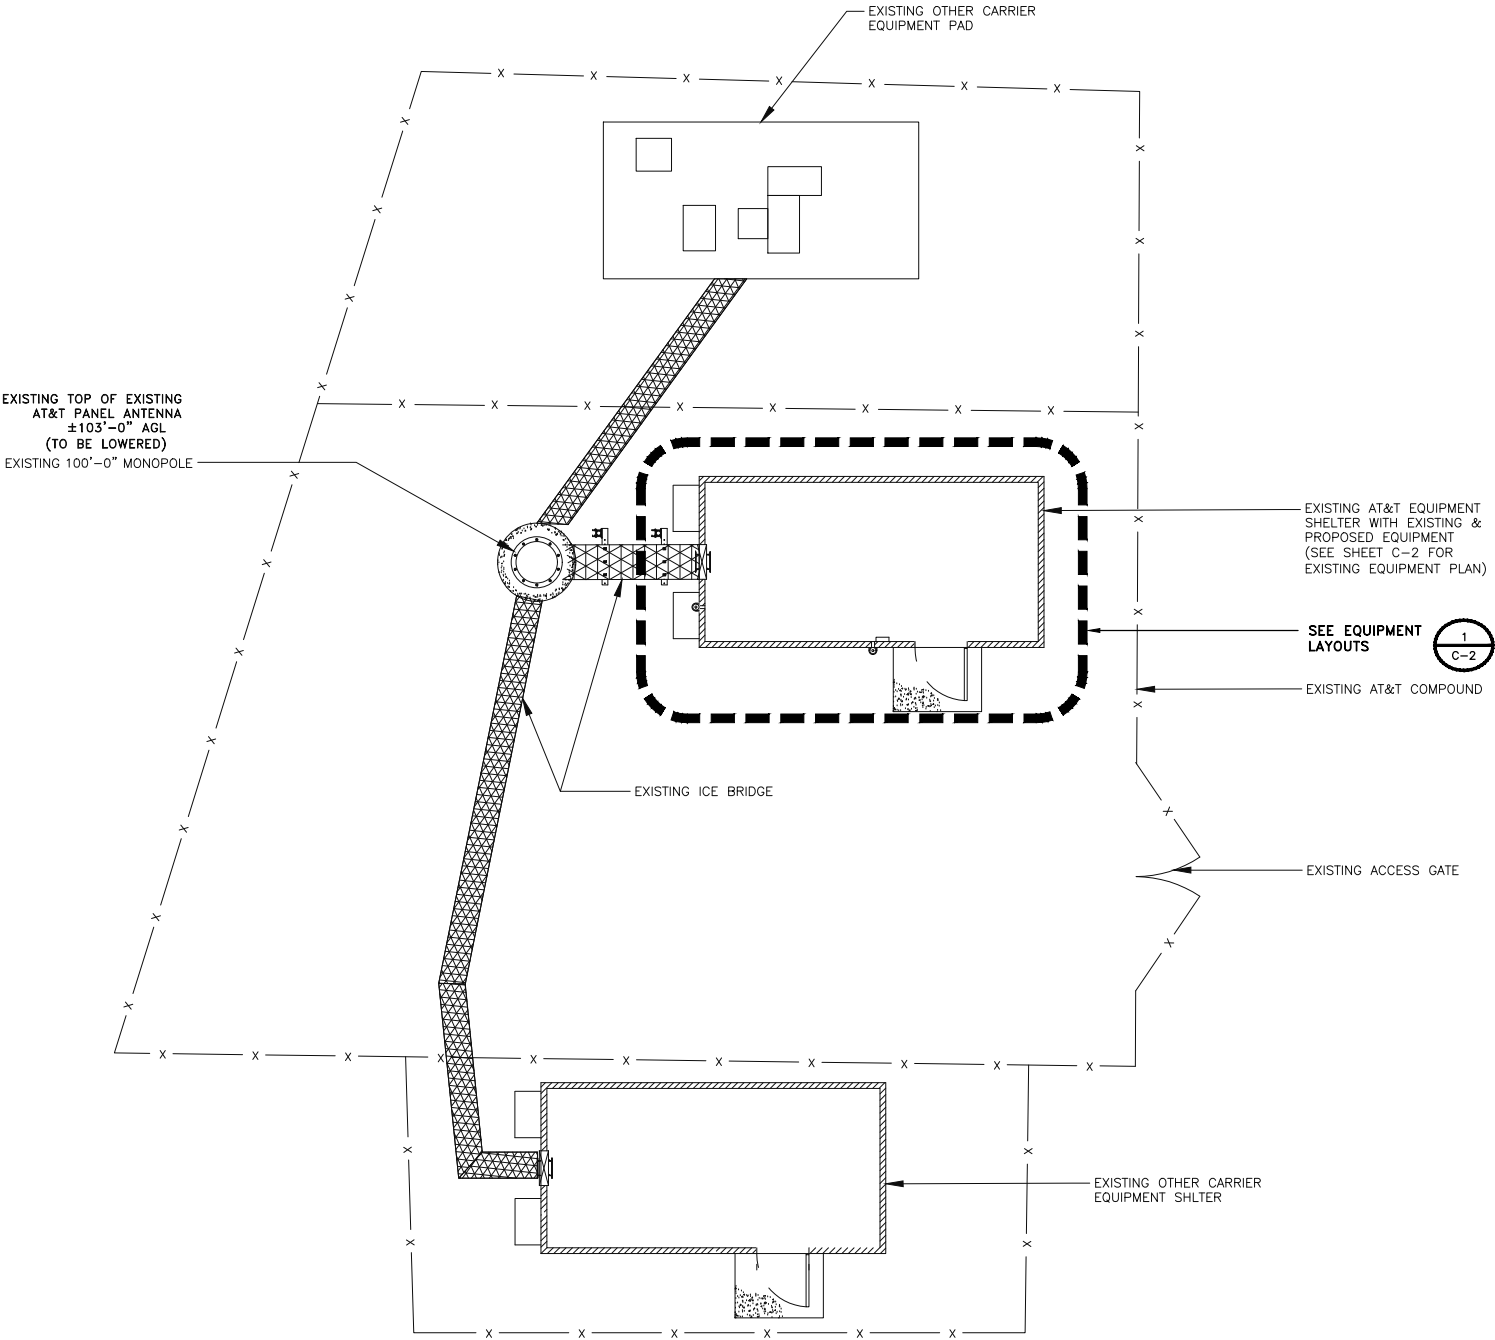 EXISTING OTHER CARRIER
EQUIPMENT PAD
EXISTING TOP OF EXISTING
AT&T PANEL ANTENNA
±103'-0" AGL
(TO BE LOWERED)
EXISTING 100'-0" MONOPOLE
EXISTING AT&T EQUIPMENT
SHELTER WITH EXISTING &
PROPOSED EQUIPMENT
(SEE SHEET C-2 FOR
EXISTING EQUIPMENT PLAN)
SEE EQUIPMENT
LAYOUTS
1
C-2
EXISTING AT&T COMPOUND
EXISTING ICE BRIDGE
EXISTING ACCESS GATE
EXISTING OTHER CARRIER
EQUIPMENT SHLTER